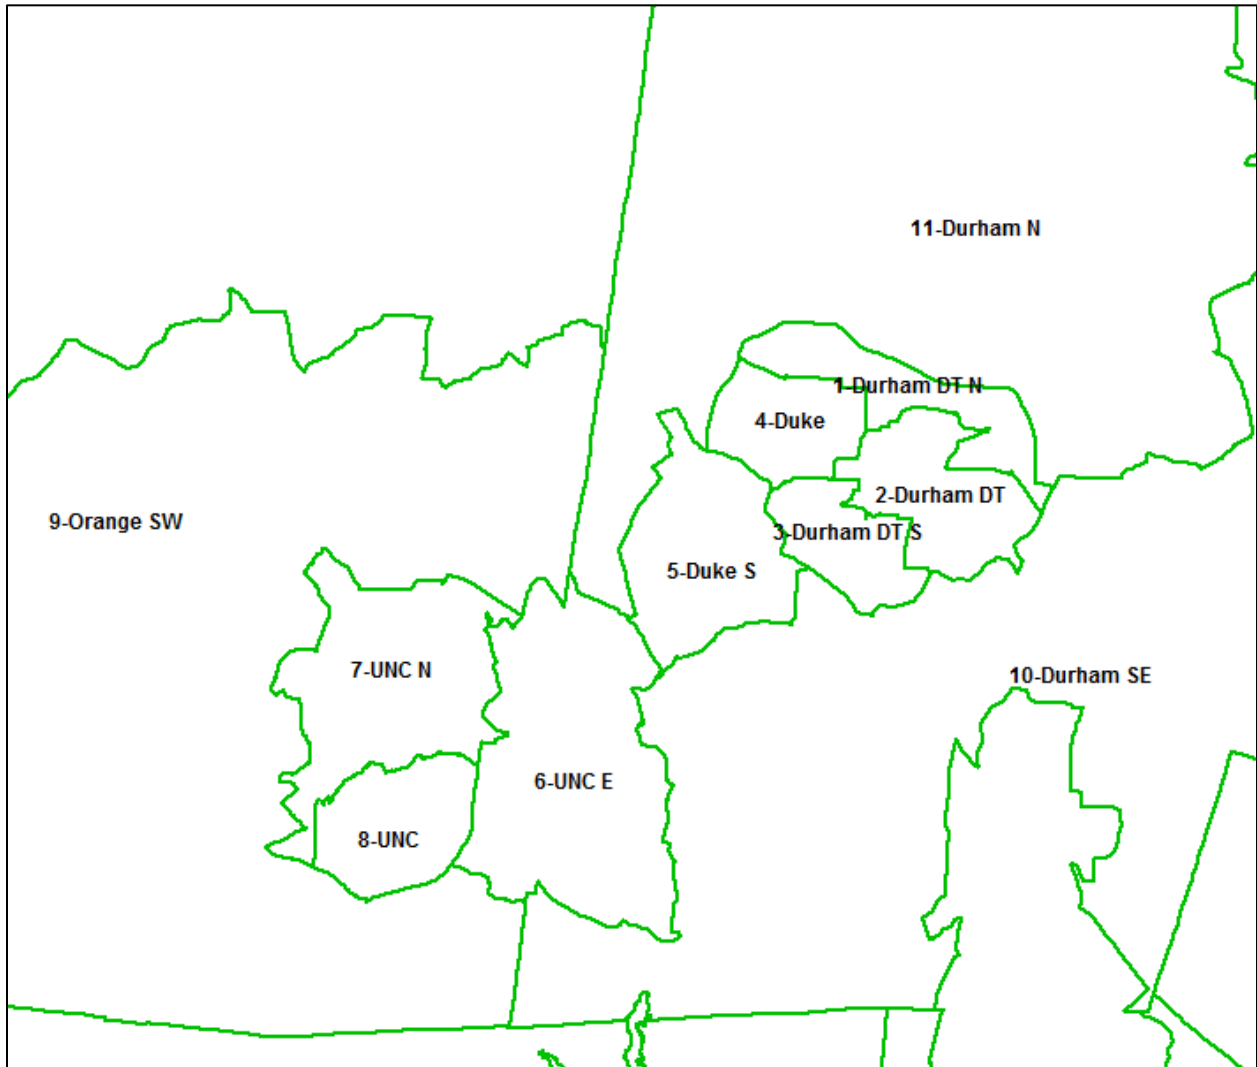 11-Durham N
1-Durham DT N
4-Duke
2-Durham DT
9-Orange SW
3-Durham DT S
5-Duke S
7-UNC N
10-Durham SE
6-UNC E
8-UNC